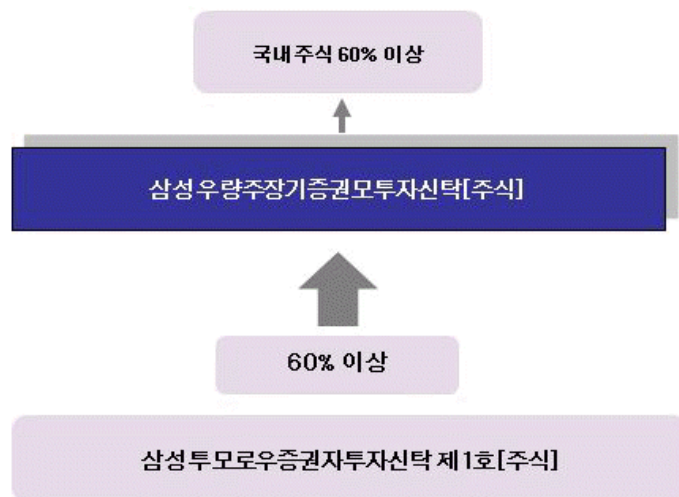 국내 주식 60% 이상
삼성우량주장기증권모투자신탁[주식]
60% 이상
삼성투모로우증권자투자신탁 제1호[주식]